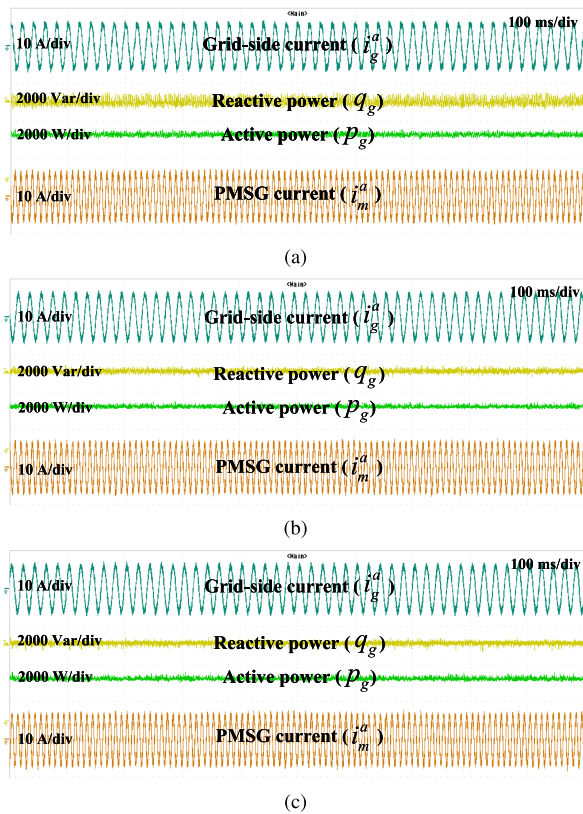 <Main>
100 ms/div
10 A/div
Grid-side current ( i_g^a )
2000 Var/div
Reactive power ( q_g )
2000 W/div
Active power ( p_g )
10 A/div
PMSG current ( i_m^a )
(a)
<Main>
100 ms/div
10 A/div
Grid-side current ( i_g^a )
2000 Var/div
Reactive power ( q_g )
2000 W/div
Active power ( p_g )
10 A/div
PMSG current ( i_m^a )
(b)
<Main>
100 ms/div
10 A/div
Grid-side current ( i_g^a )
2000 Var/div
Reactive power ( q_g )
2000 W/div
Active power ( p_g )
10 A/div
PMSG current ( i_m^a )
(c)